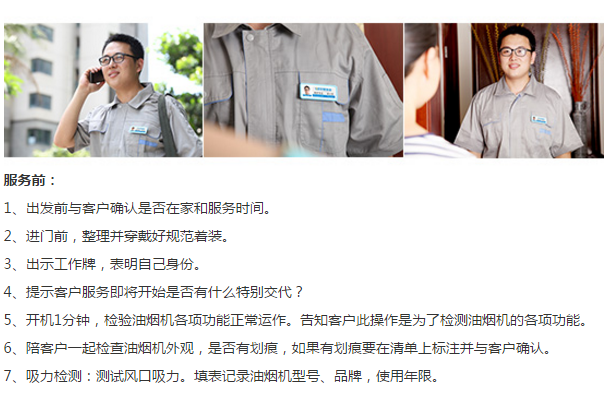 服务前：
1、出发前与客户确认是否在家和服务时间。
2、进门前，整理并穿戴好规范着装。
3、出示工作牌，表明自己身份。
4、提示客户服务即将开始是否有什么特别交代？
5、开机1分钟，检验油烟机各项功能正常运作。告知客户此操作是为了检测油烟机的各项功能。
6、陪客户一起检查油烟机外观，是否有划痕，如果有划痕要在清单上标注并与客户确认。
7、吸力检测：测试风口吸力。填表记录油烟机型号、品牌，使用年限。